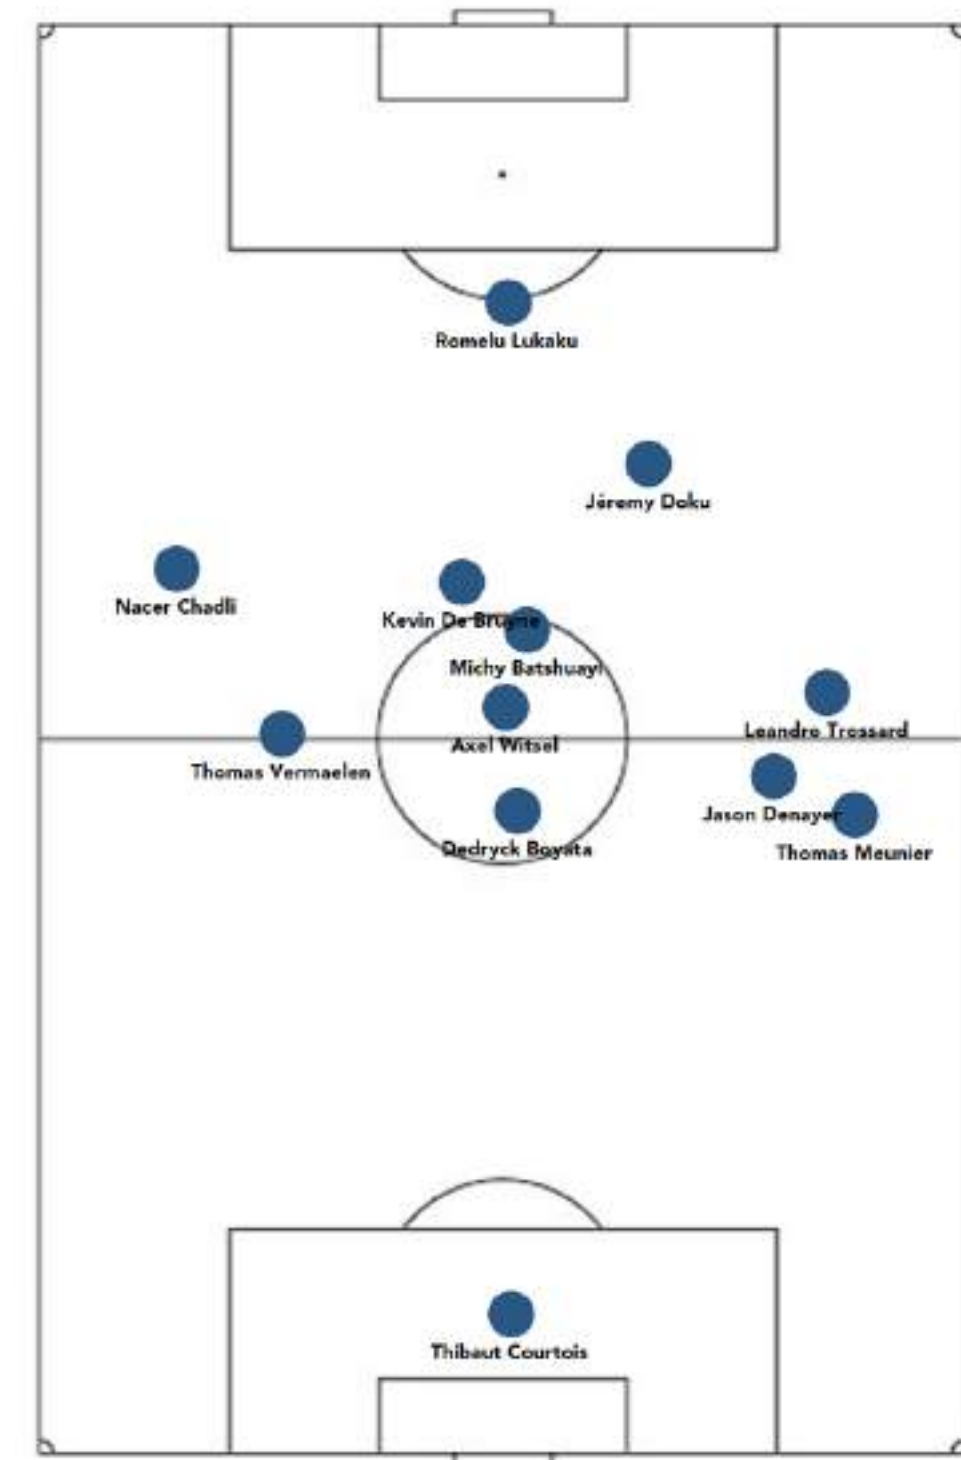 Romelu Lukaku
Jéremy Doku
Nacer Chadli
Kevin De Bruyne
Michy Batshuayi
Leandro Trossard
Axel Witsel
Thomas Vermaelen
Jason Denayer
Dedryck Boyata
Thomas Meunier
Thibaut Courtois